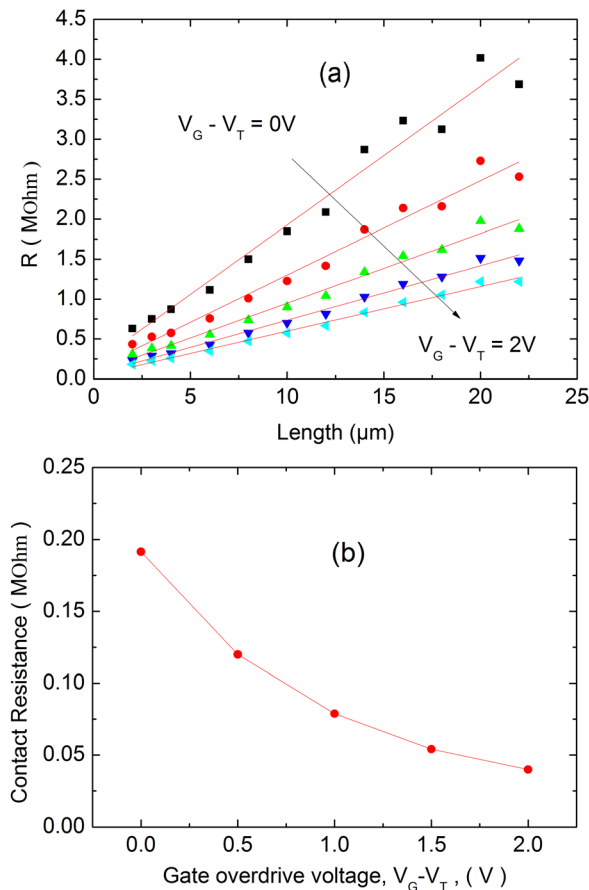 4.0
(a)
3.5
V_G - V_T = 0V
3.0
2.5
R ( MOhm )
2.0
1.5
1.0
0.5
V_G - V_T = 2V
0.0
0 5 10 15 20 25
Length (µm)
0.25
0.20
(b)
0.15
Contact Resistance ( MOhm )
0.10
0.05
0.00
0.0 0.5 1.0 1.5 2.0
Gate overdrive voltage, V_G-V_T , ( V )